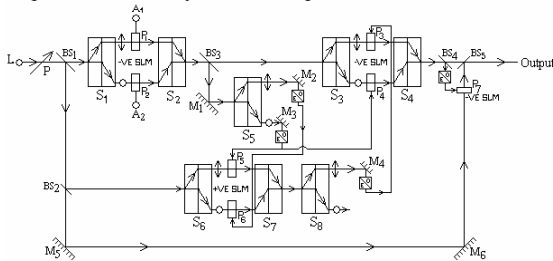 A1
L P BS1 P1 -VE SLM P2 S1 S2 A2
BS3
P3 -VE SLM P4 S3 S4
BS4 BS5 Output
E/O P7 -VE SLM
M1 S5 M2 E/O M3 E/O
BS2 P5 +VE SLM P6 S6 S7 S8 M4 E/O
M5 M6